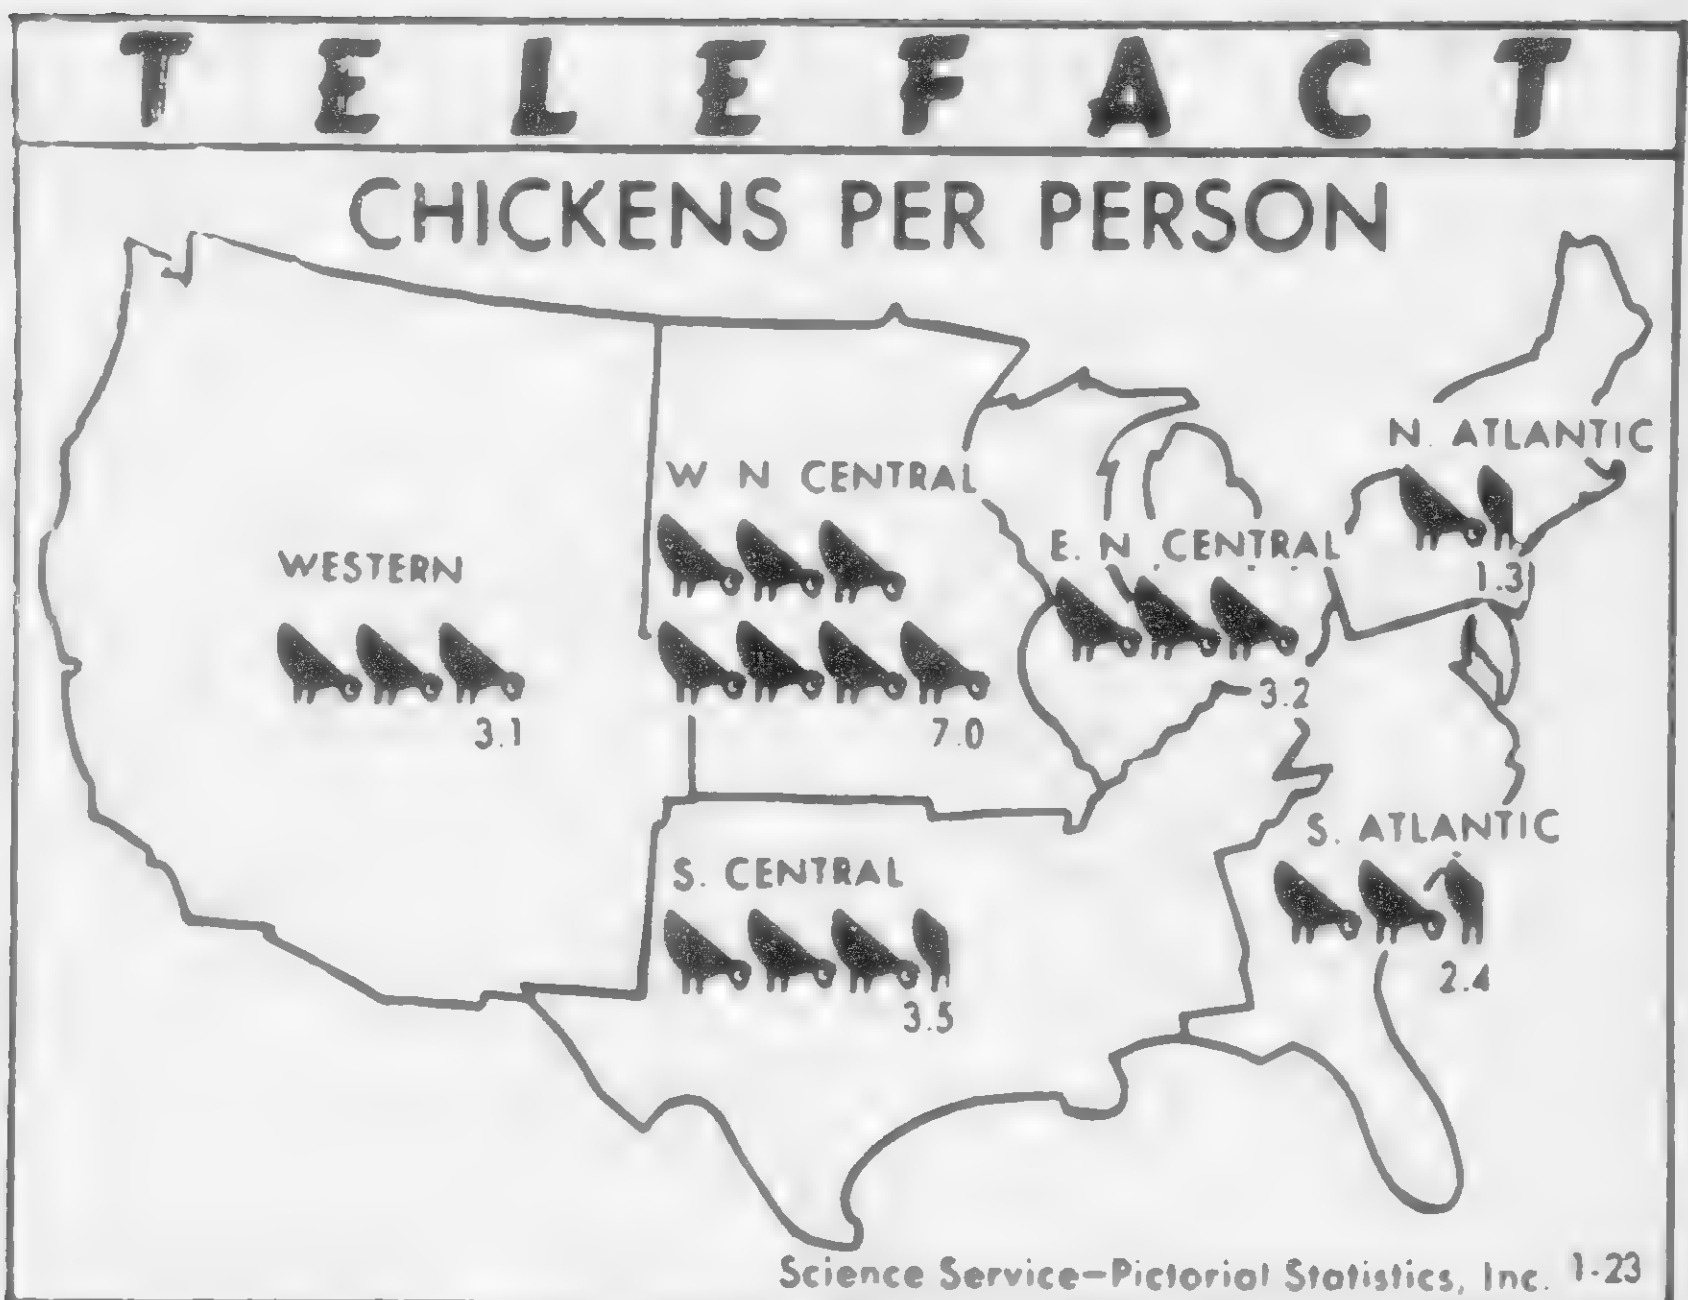 TELEFACT
CHICKENS PER PERSON
N. ATLANTIC
1.3
W N CENTRAL
7.0
E. N. CENTRAL
3.2
WESTERN
3.1
S. ATLANTIC
2.4
S. CENTRAL
3.5
Science Service-Pictorial Statistics, Inc. 1-23